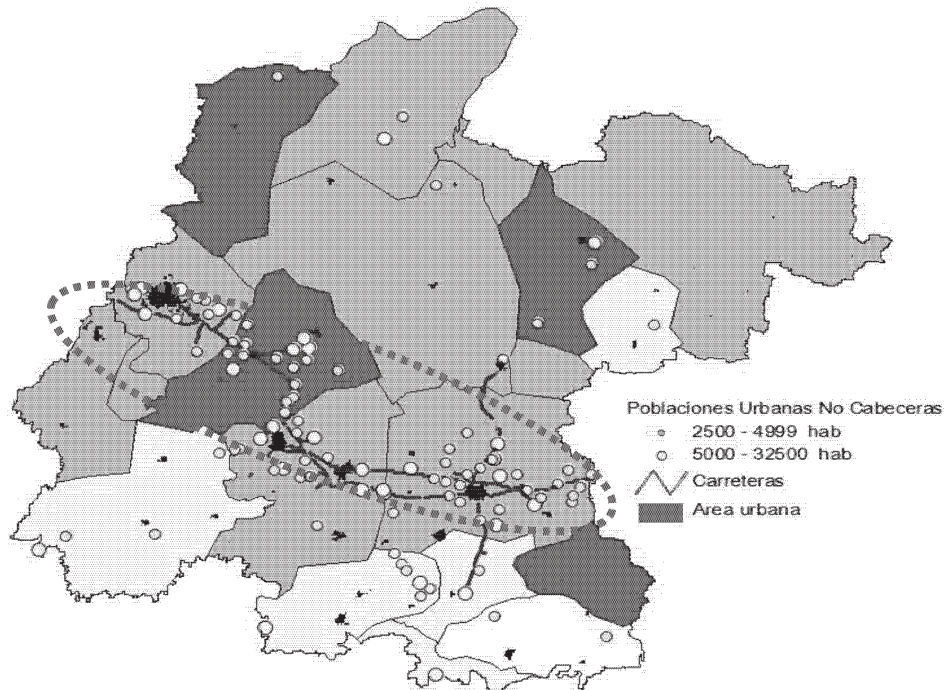 Poblaciones Urbanas No Cabeceras
2500 - 4999 hab
5000 - 32500 hab
Carreteras
Area urbana